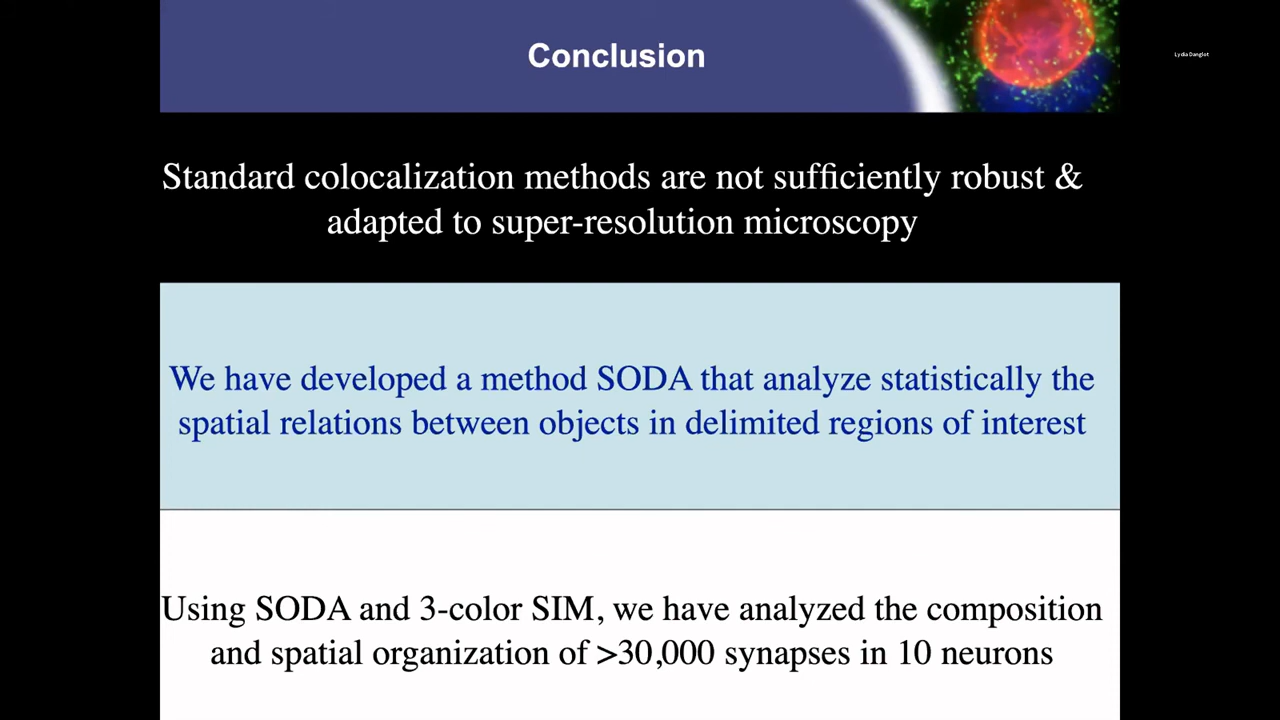 Conclusion
Lydia Danglot
Standard colocalization methods are not sufficiently robust &
adapted to super-resolution microscopy
We have developed a method SODA that analyze statistically the
spatial relations between objects in delimited regions of interest
Using SODA and 3-color SIM, we have analyzed the composition
and spatial organization of >30,000 synapses in 10 neurons